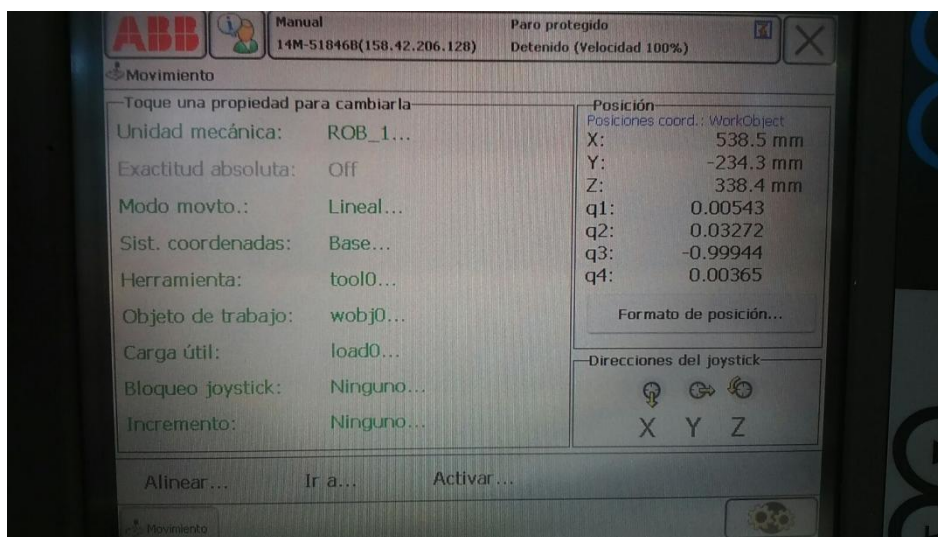 ABB
Manual
14M-51846B(158.42.206.128)
Paro protegido
Detenido (Velocidad 100%)
Movimiento
Toque una propiedad para cambiarla
Unidad mecánica: ROB_1...
Exactitud absoluta: Off
Modo movto.: Lineal...
Sist. coordenadas: Base...
Herramienta: tool0...
Objeto de trabajo: wobj0...
Carga útil: load0...
Bloqueo joystick: Ninguno...
Incremento: Ninguno...
Posición
Posiciones coord.: WorkObject
X: 538.5 mm
Y: -234.3 mm
Z: 338.4 mm
q1: 0.00543
q2: 0.03272
q3: -0.99944
q4: 0.00365
Formato de posición...
Direcciones del joystick
X Y Z
Alinear... Ir a... Activar...
Movimiento